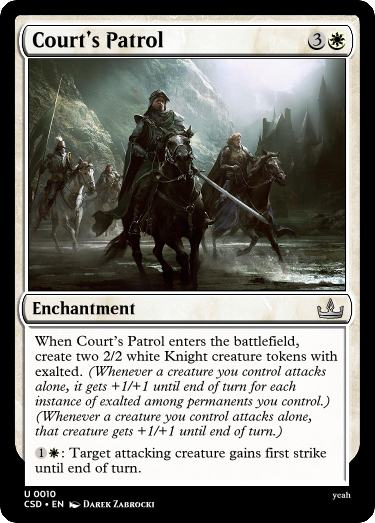 Court's Patrol 3
Enchantment
When Court's Patrol enters the battlefield,
create two 2/2 white Knight creature tokens with
exalted. (Whenever a creature you control attacks
alone, it gets +1/+1 until end of turn for each
instance of exalted among permanents you control.)
(Whenever a creature you control attacks alone,
that creature gets +1/+1 until end of turn.)
1: Target attacking creature gains first strike
until end of turn.
U 0010
CSD • EN DAREK ZABROCKI
yeah